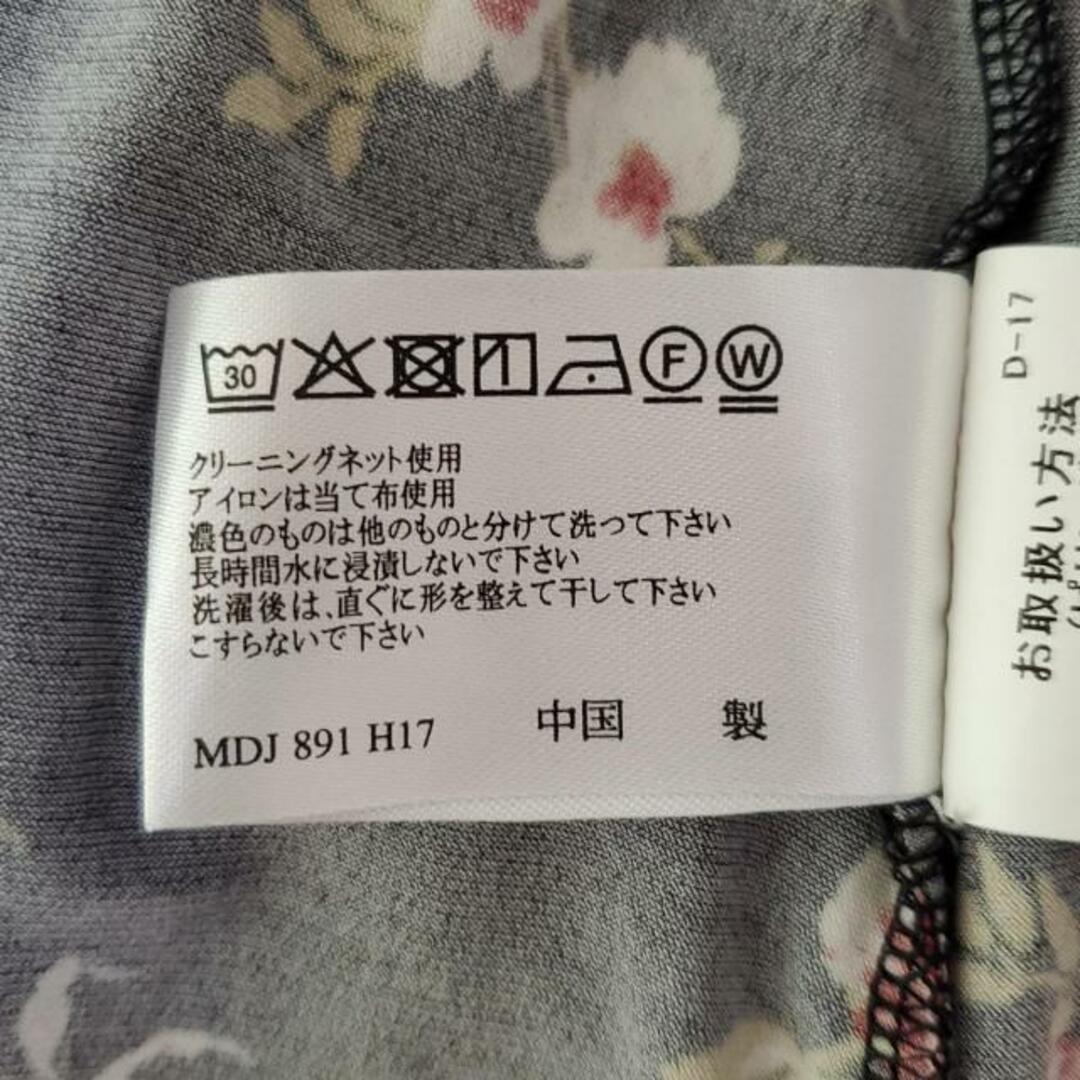 30
F
W
クリーニングネット使用
アイロンは当て布使用
濃色のものは他のものと分けて洗って下さい
長時間水に浸漬しないで下さい
洗濯後は、直ぐに形を整えて干して下さい
こすらないで下さい
MDJ 891 H17 中国 製
D-17
お取扱い方法